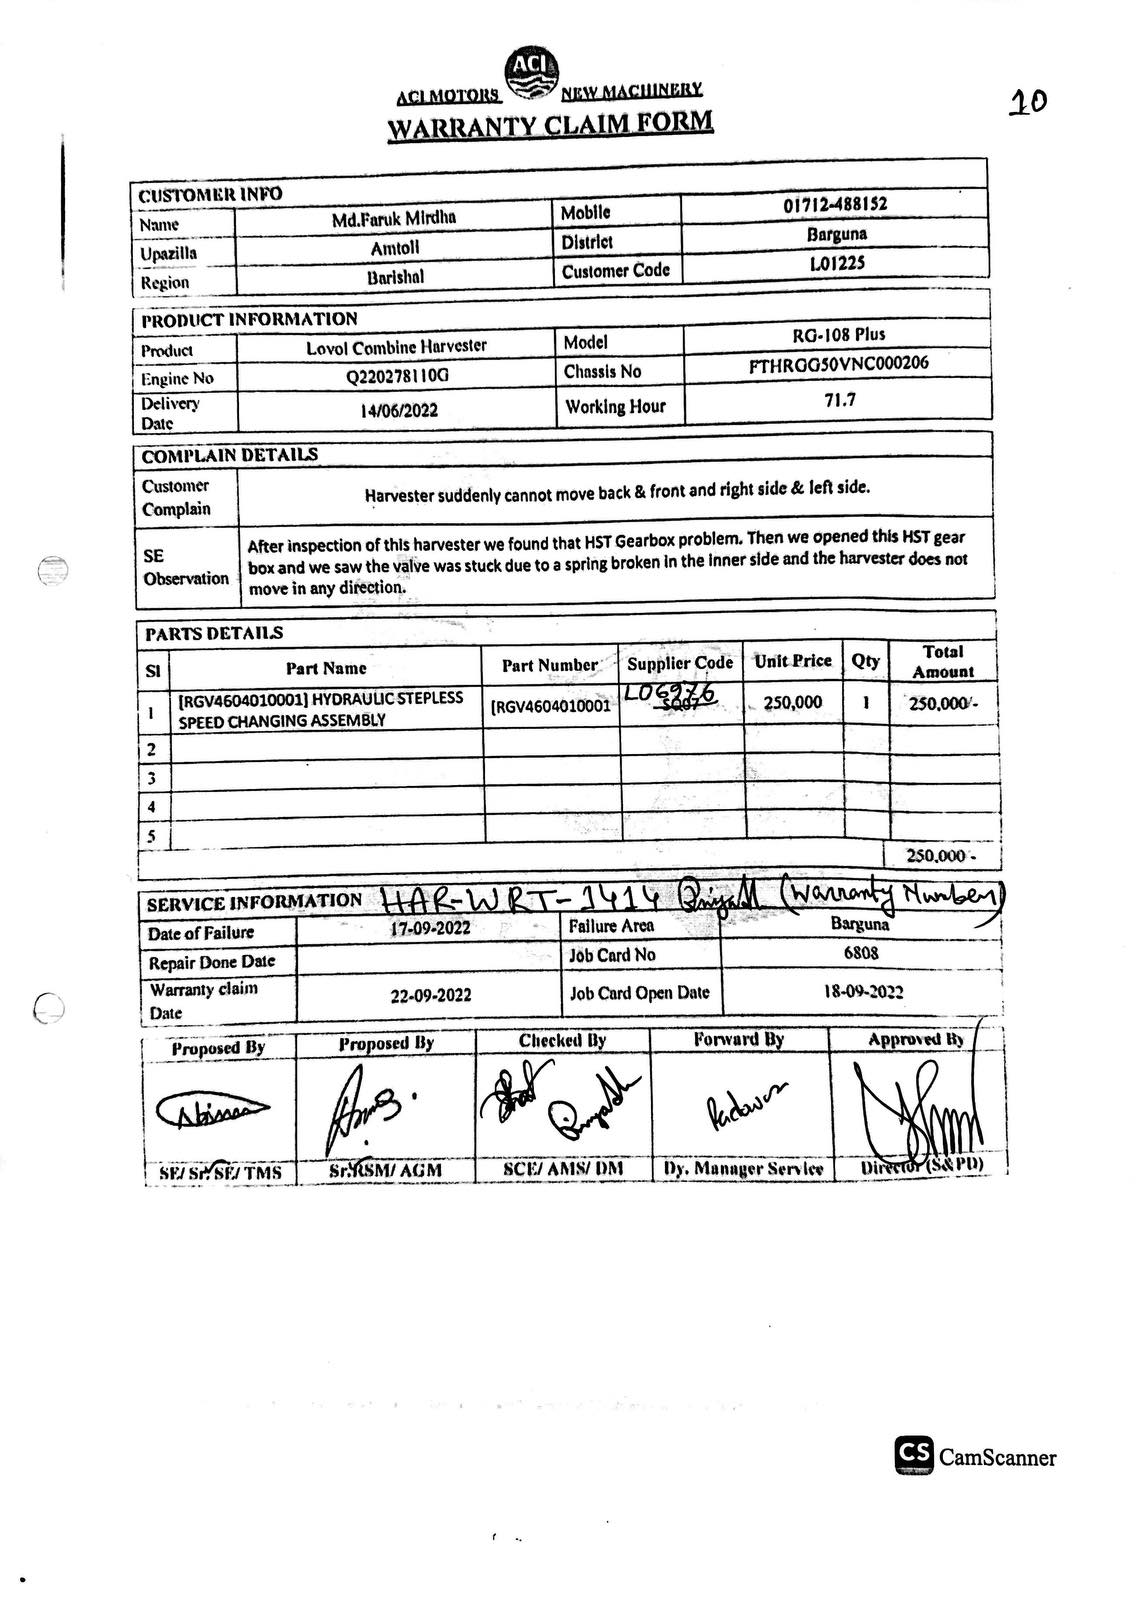 ACI
ACI MOTORS NEW MACHINERY
WARRANTY CLAIM FORM
10
CUSTOMER INFO
Name Md.Faruk Mirdha Mobile 01712-488152
Upazilla Amtoli District Barguna
Region Barishal Customer Code L01225
PRODUCT INFORMATION
Product Lovol Combine Harvester Model RG-108 Plus
Engine No Q220278110G Chassis No FTHRGG50VNC000206
Delivery Date 14/06/2022 Working Hour 71.7
COMPLAIN DETAILS
Customer Complain Harvester suddenly cannot move back & front and right side & left side.
SE Observation After inspection of this harvester we found that HST Gearbox problem. Then we opened this HST gear
box and we saw the valve was stuck due to a spring broken in the inner side and the harvester does not
move in any direction.
PARTS DETAILS
Sl Part Name Part Number Supplier Code Unit Price Qty Total Amount
1 [RGV4604010001] HYDRAULIC STEPLESS SPEED CHANGING ASSEMBLY [RGV4604010001 L06276 250,000 1 250,000/-
2
3
4
5
250,000 -
SERVICE INFORMATION HAR-WRT-1414 (Warranty Number)
Date of Failure 17-09-2022 Failure Area Barguna
Repair Done Date Job Card No 6808
Warranty claim Date 22-09-2022 Job Card Open Date 18-09-2022
Proposed By Proposed By Checked By Forward By Approved By
SE/ Sr. SE/ TMS Sr.RSM/ AGM SCE/ AMS/ DM Dy. Manager Service Director (S&PD)
CS CamScanner